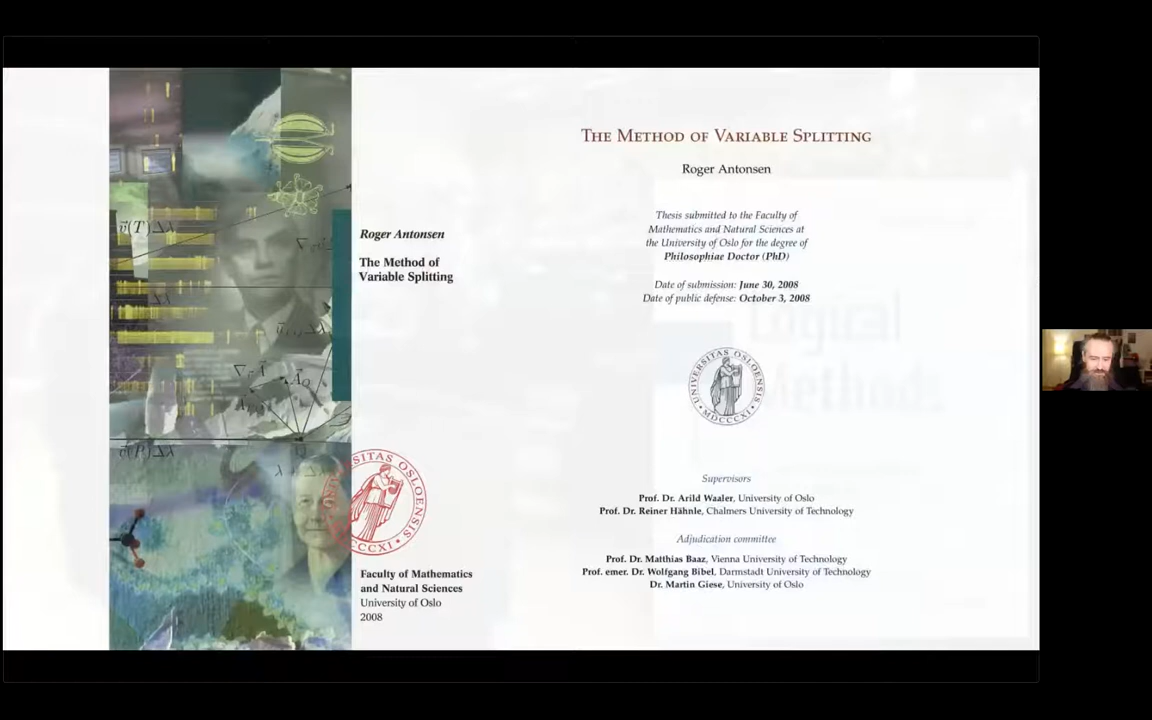 Roger Antonsen
The Method of
Variable Splitting
Faculty of Mathematics
and Natural Sciences
University of Oslo
2008
THE METHOD OF VARIABLE SPLITTING
Roger Antonsen
Thesis submitted to the Faculty of
Mathematics and Natural Sciences at
the University of Oslo for the degree of
Philosophiae Doctor (PhD)
Date of submission: June 30, 2008
Date of public defense: October 3, 2008
UNIVERSITAS OSLOENSIS
MDCCCXI
Supervisors
Prof. Dr. Arild Waaler, University of Oslo
Prof. Dr. Reiner Hähnle, Chalmers University of Technology
Adjudication committee
Prof. Dr. Matthias Baaz, Vienna University of Technology
Prof. emer. Dr. Wolfgang Bibel, Darmstadt University of Technology
Dr. Martin Giese, University of Oslo
Logical
Methods